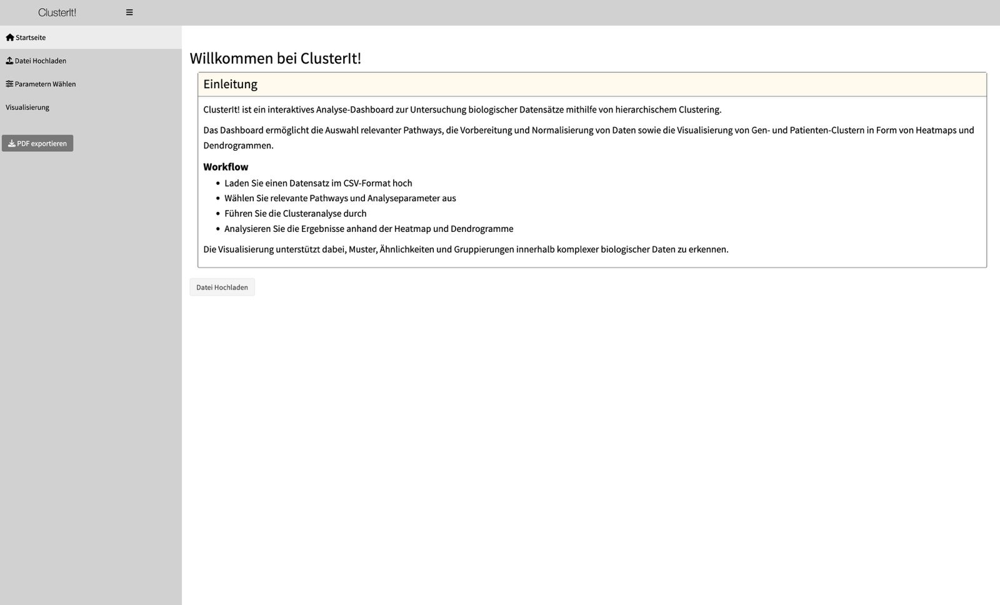 ClusterIt!
Startseite
Datei Hochladen
Parametern Wählen
Visualisierung
PDF exportieren
Willkommen bei ClusterIt!
Einleitung
ClusterIt! ist ein interaktives Analyse-Dashboard zur Untersuchung biologischer Datensätze mithilfe von hierarchischem Clustering.
Das Dashboard ermöglicht die Auswahl relevanter Pathways, die Vorbereitung und Normalisierung von Daten sowie die Visualisierung von Gen- und Patienten-Clustern in Form von Heatmaps und
Dendrogrammen.
Workflow
• Laden Sie einen Datensatz im CSV-Format hoch
• Wählen Sie relevante Pathways und Analyseparameter aus
• Führen Sie die Clusteranalyse durch
• Analysieren Sie die Ergebnisse anhand der Heatmap und Dendrogramme
Die Visualisierung unterstützt dabei, Muster, Ähnlichkeiten und Gruppierungen innerhalb komplexer biologischer Daten zu erkennen.
Datei Hochladen